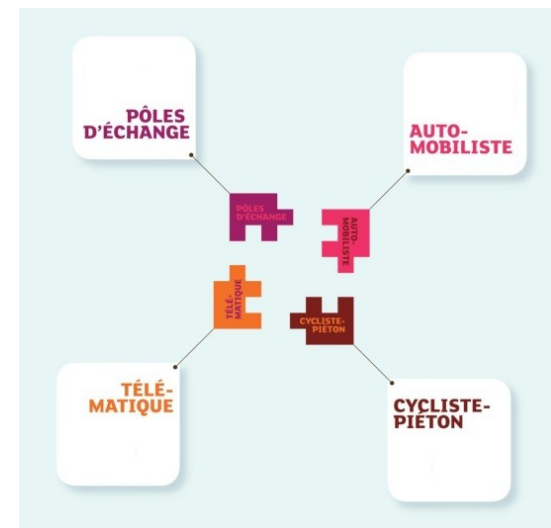 PÔLES
D'ÉCHANGE
AUTO-
MOBILISTE
PÔLES
D'ÉCHANGE
AUTO-
MOBILISTE
TÉLÉ-
MATIQUE
CYCLISTE-
PIÉTON
TÉLÉ-
MATIQUE
CYCLISTE-
PIÉTON